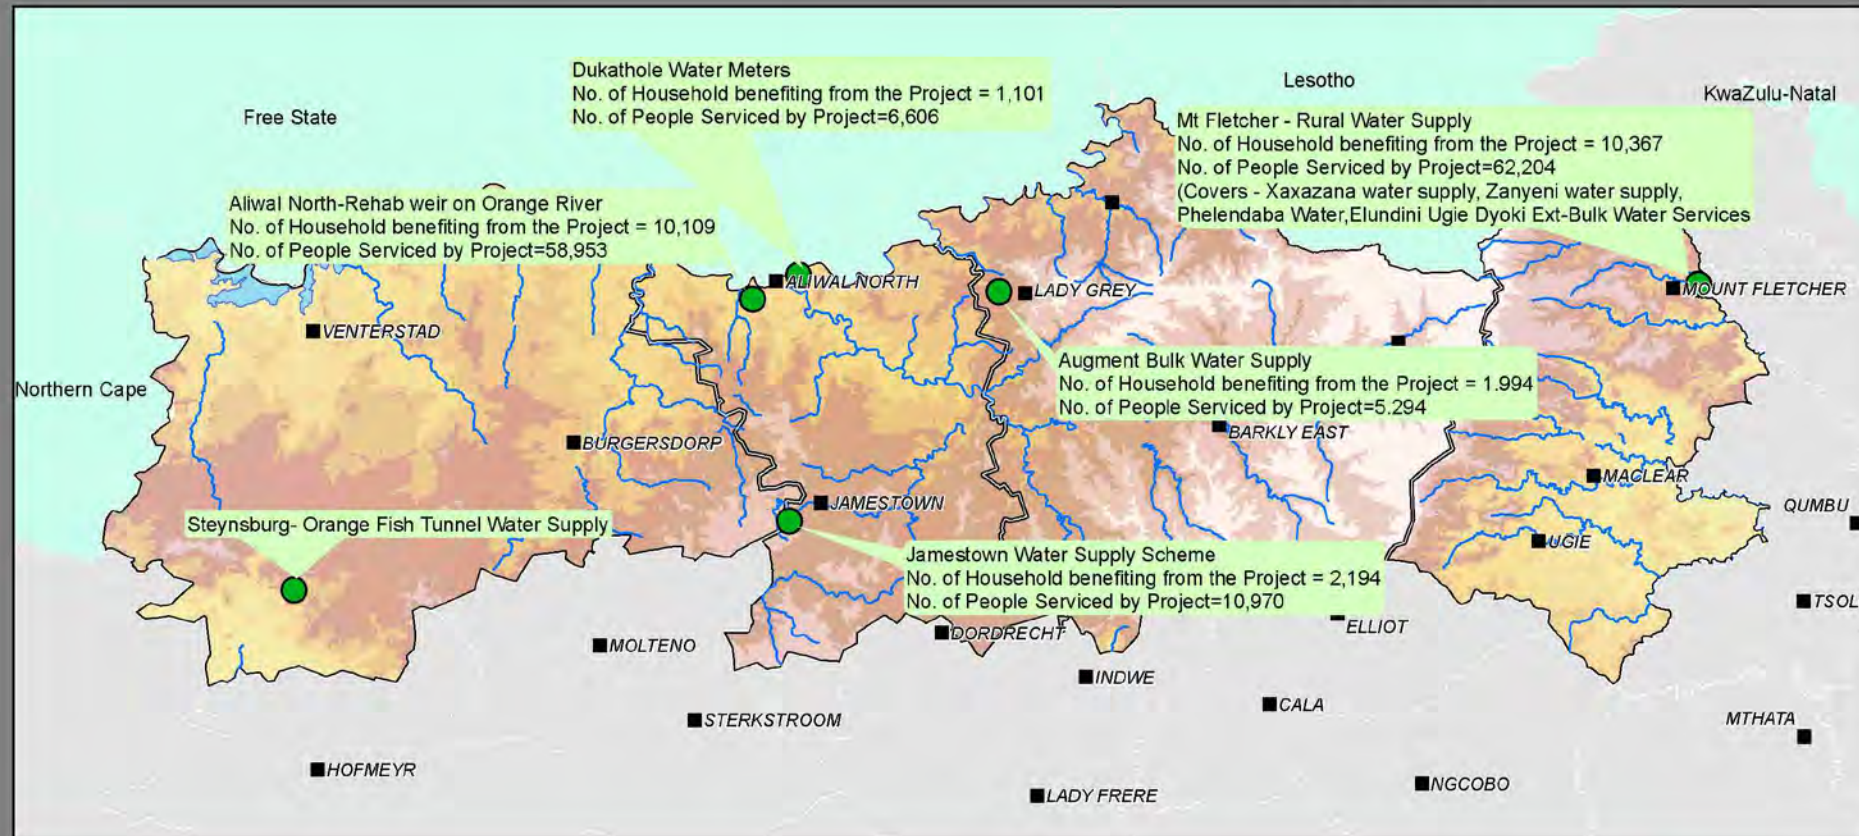 Dukathole Water Meters
No. of Household benefiting from the Project = 1,101
No. of People Serviced by Project=6,606
Lesotho
KwaZulu-Natal
Free State
Mt Fletcher - Rural Water Supply
No. of Household benefiting from the Project = 10,367
No. of People Serviced by Project=62,204
(Covers - Xaxazana water supply, Zanyeni water supply,
Phelendaba Water,Elundini Ugie Dyoki Ext-Bulk Water Services
Aliwal North-Rehab weir on Orange River
No. of Household benefiting from the Project = 10,109
No. of People Serviced by Project=58,953
ALIWAL NORTH
LADY GREY
MOUNT FLETCHER
VENTERSTAD
Northern Cape
Augment Bulk Water Supply
No. of Household benefiting from the Project = 1.994
No. of People Serviced by Project=5.294
BURGERSDORP
BARKLY EAST
MACLEAR
JAMESTOWN
QUMBU
Steynsburg- Orange Fish Tunnel Water Supply
UGIE
Jamestown Water Supply Scheme
No. of Household benefiting from the Project = 2,194
No. of People Serviced by Project=10,970
TSOL
ELLIOT
DORDRECHT
MOLTENO
INDWE
CALA
STERKSTROOM
MTHATA
HOFMEYR
NGCOBO
LADY FRERE